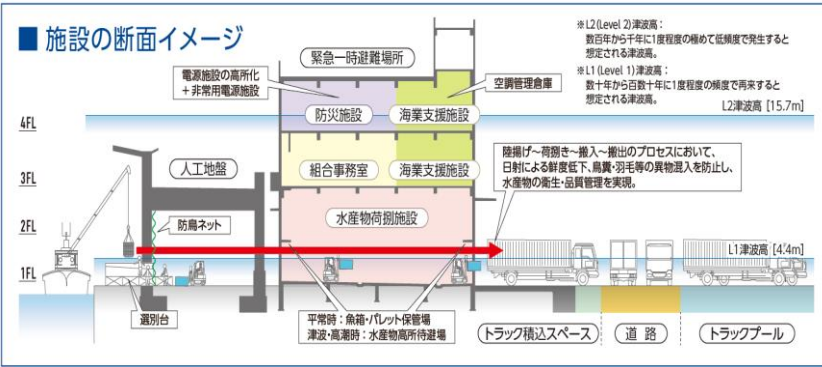 ■ 施設の断面イメージ
※L2(Level 2)津波高：
数百年から千年に1度程度の極めて低頻度で発生すると
想定される津波高。
※L1(Level 1)津波高：
数十年から百数十年に1度程度の頻度で再来すると
想定される津波高。
L2津波高 [15.7m]
緊急一時避難場所
電源施設の高所化
＋非常用電源施設
空調管理倉庫
防災施設
海業支援施設
4FL
人工地盤
組合事務室
海業支援施設
陸揚げ～荷捌き～搬入～搬出のプロセスにおいて、
日射による鮮度低下、鳥糞・羽毛等の異物混入を防止し、
水産物の衛生・品質管理を実現。
3FL
防鳥ネット
水産物荷捌施設
2FL
L1津波高 [4.4m]
1FL
選別台
平常時：魚箱・パレット保管場
津波・高潮時：水産物高所待避場
トラック積込スペース
道路
トラックプール